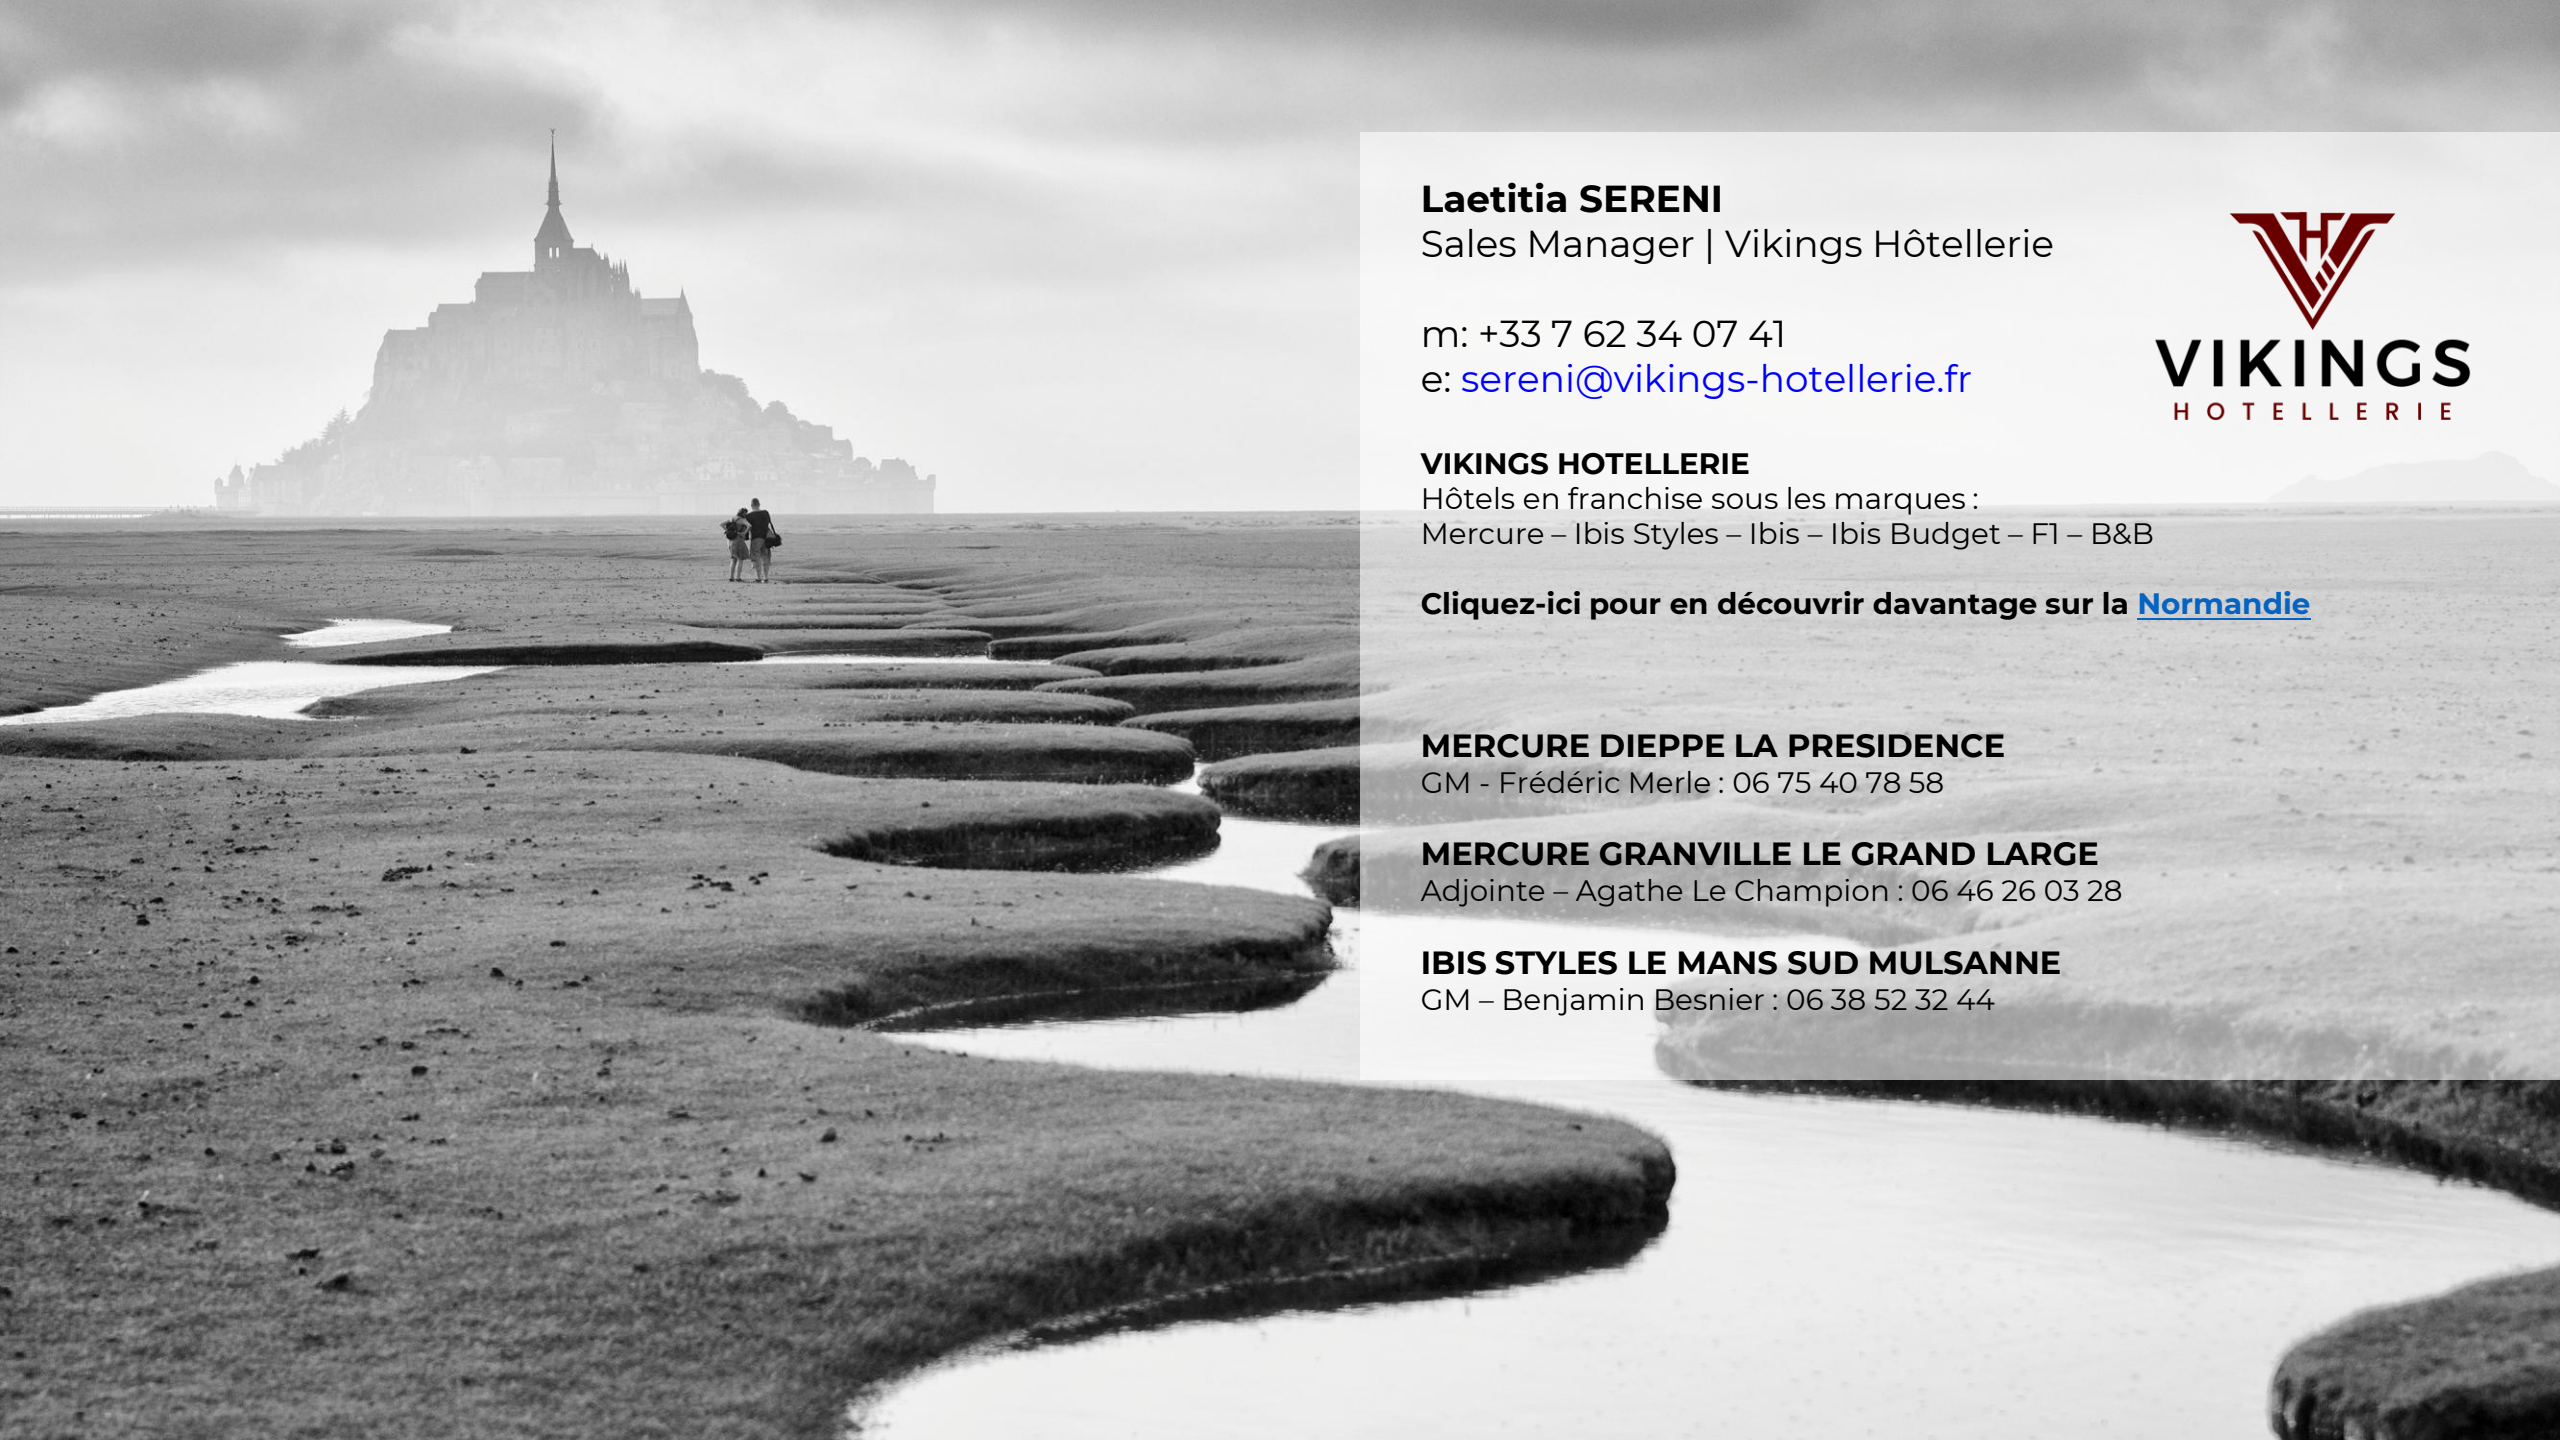 Laetitia SERENI
Sales Manager | Vikings Hôtellerie
m: +33 7 62 34 07 41
e: sereni@vikings-hotellerie.fr
VIKINGS
HOTELLERIE
VIKINGS HOTELLERIE
Hôtels en franchise sous les marques :
Mercure – Ibis Styles – Ibis – Ibis Budget – F1 – B&B
Cliquez-ici pour en découvrir davantage sur la Normandie
MERCURE DIEPPE LA PRESIDENCE
GM - Frédéric Merle : 06 75 40 78 58
MERCURE GRANVILLE LE GRAND LARGE
Adjointe – Agathe Le Champion : 06 46 26 03 28
IBIS STYLES LE MANS SUD MULSANNE
GM – Benjamin Besnier : 06 38 52 32 44